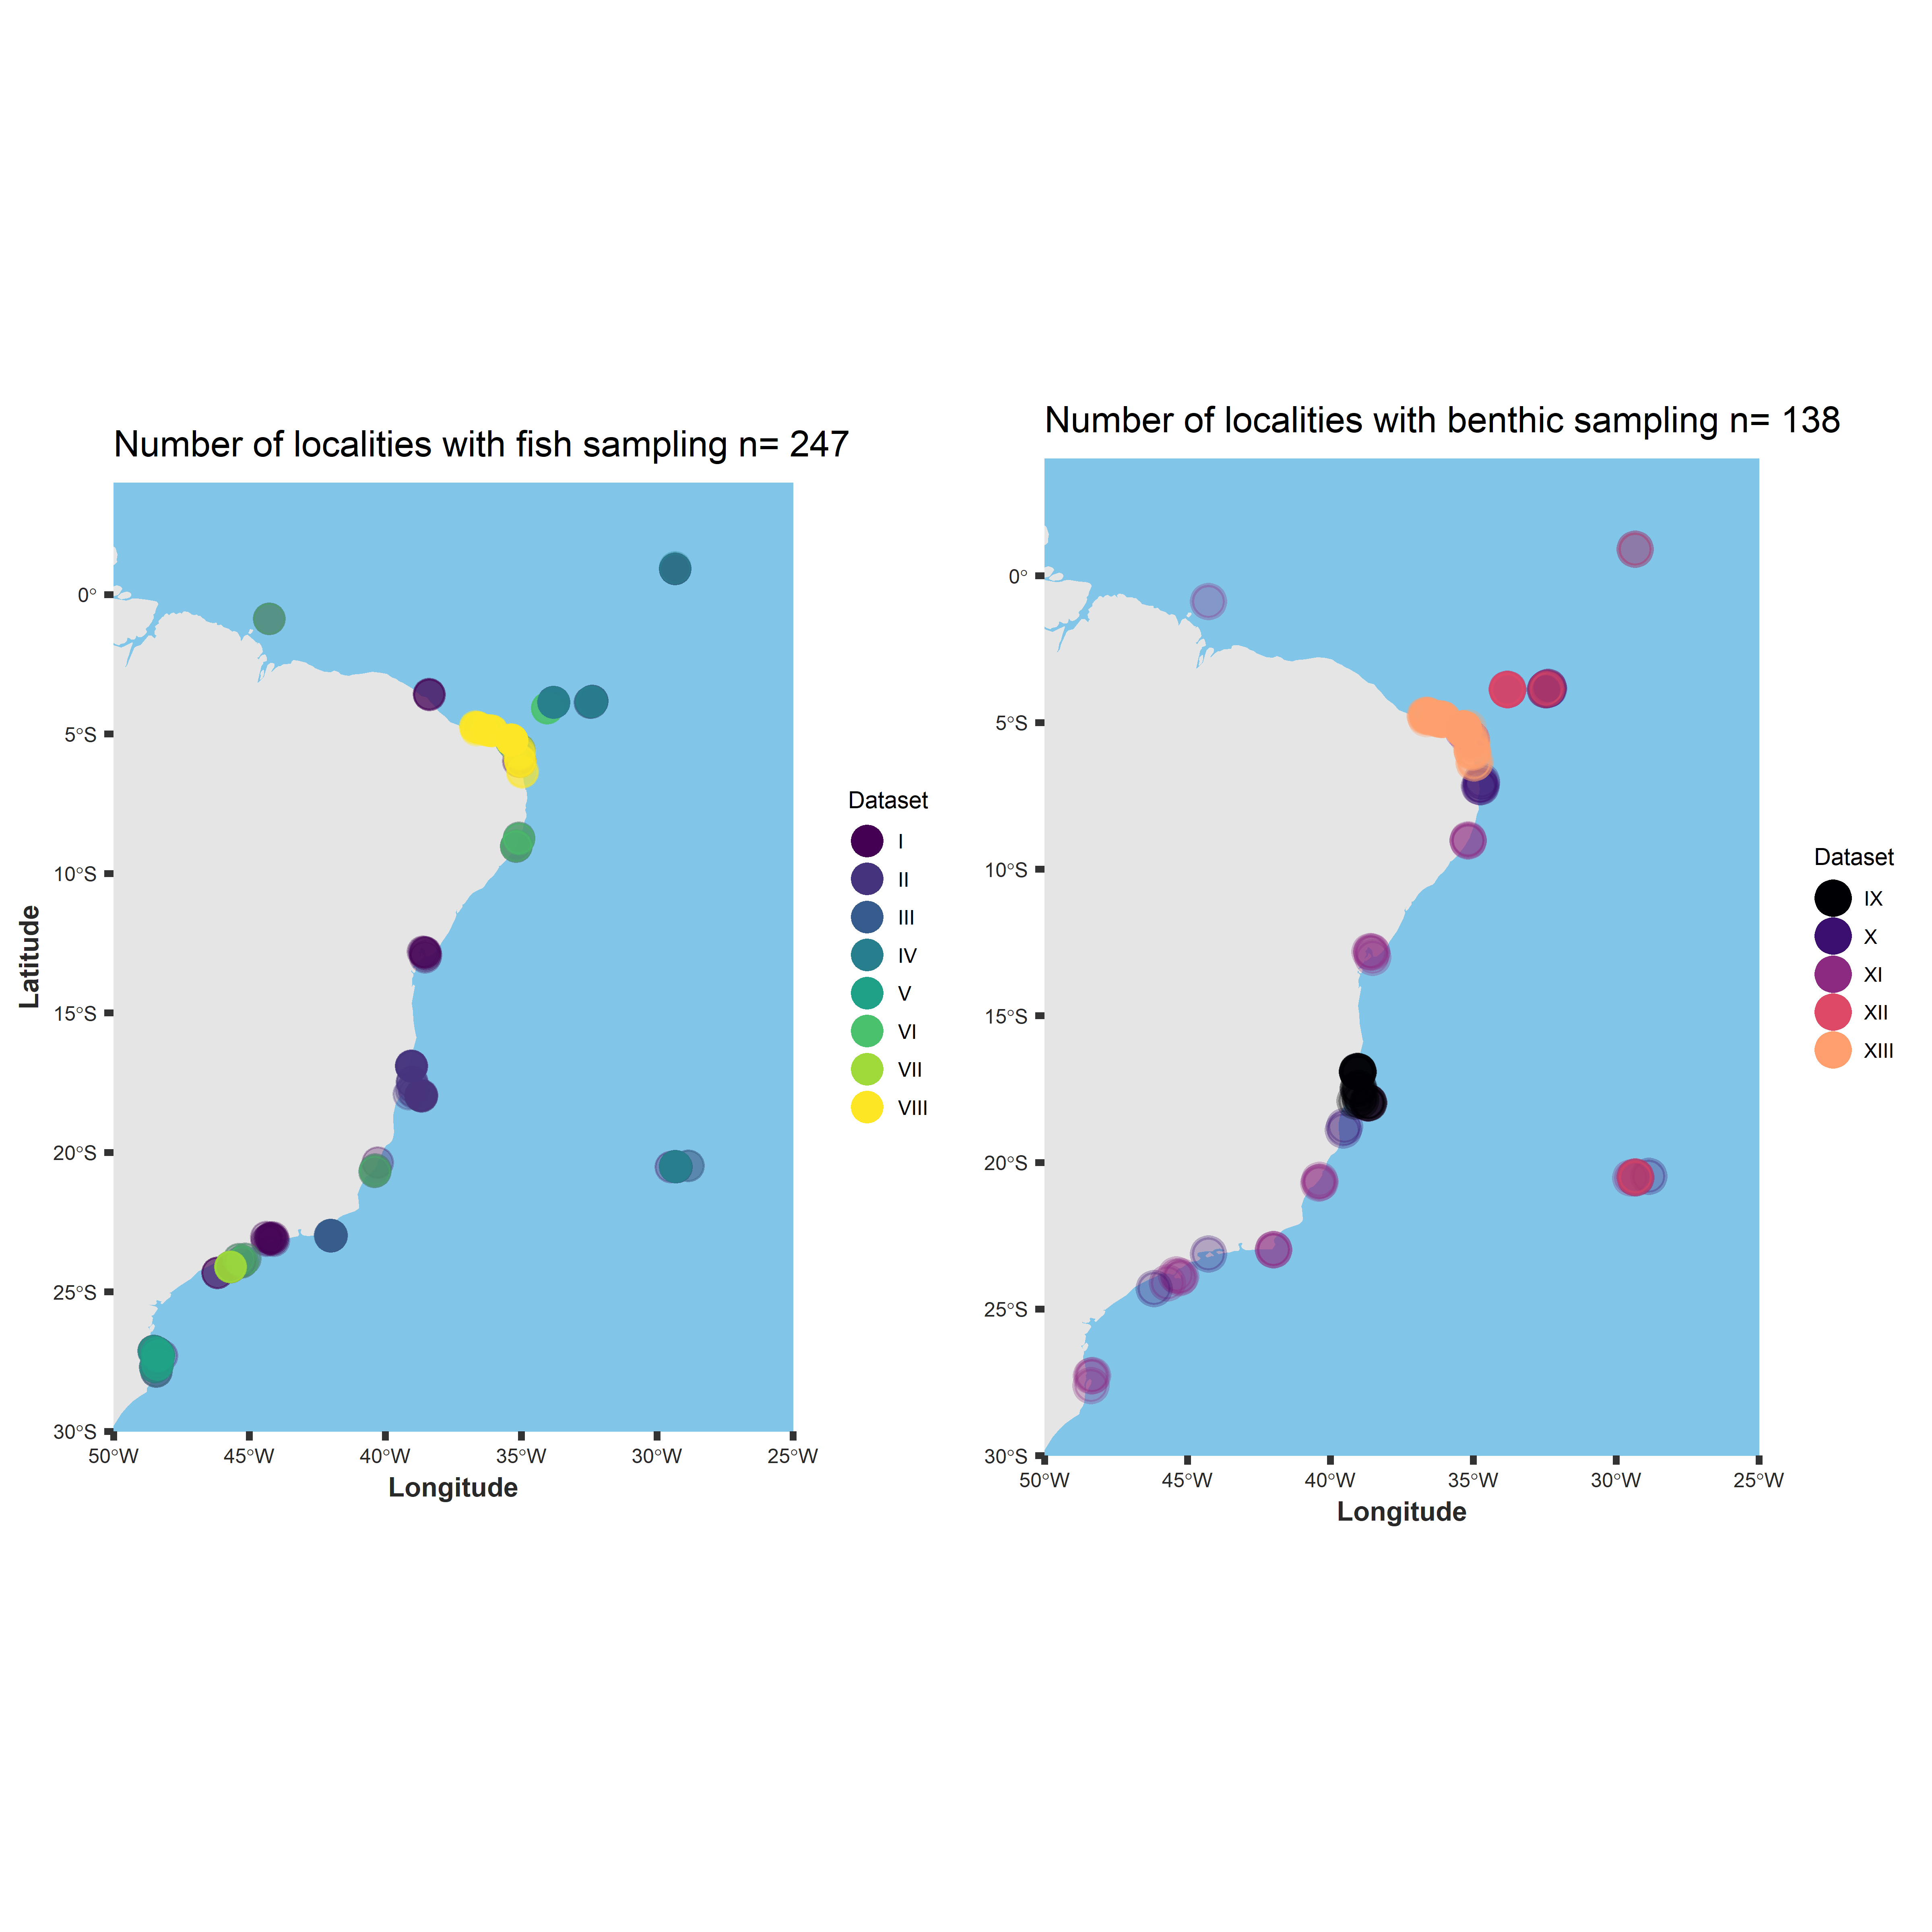 Number of localities with fish sampling n= 247
0°
5°S
10°S
15°S
20°S
25°S
30°S
Latitude
50°W 45°W 40°W 35°W 30°W 25°W
Longitude
Dataset
I
II
III
IV
V
VI
VII
VIII
Number of localities with benthic sampling n= 138
0°
5°S
10°S
15°S
20°S
25°S
30°S
50°W 45°W 40°W 35°W 30°W 25°W
Longitude
Dataset
IX
X
XI
XII
XIII